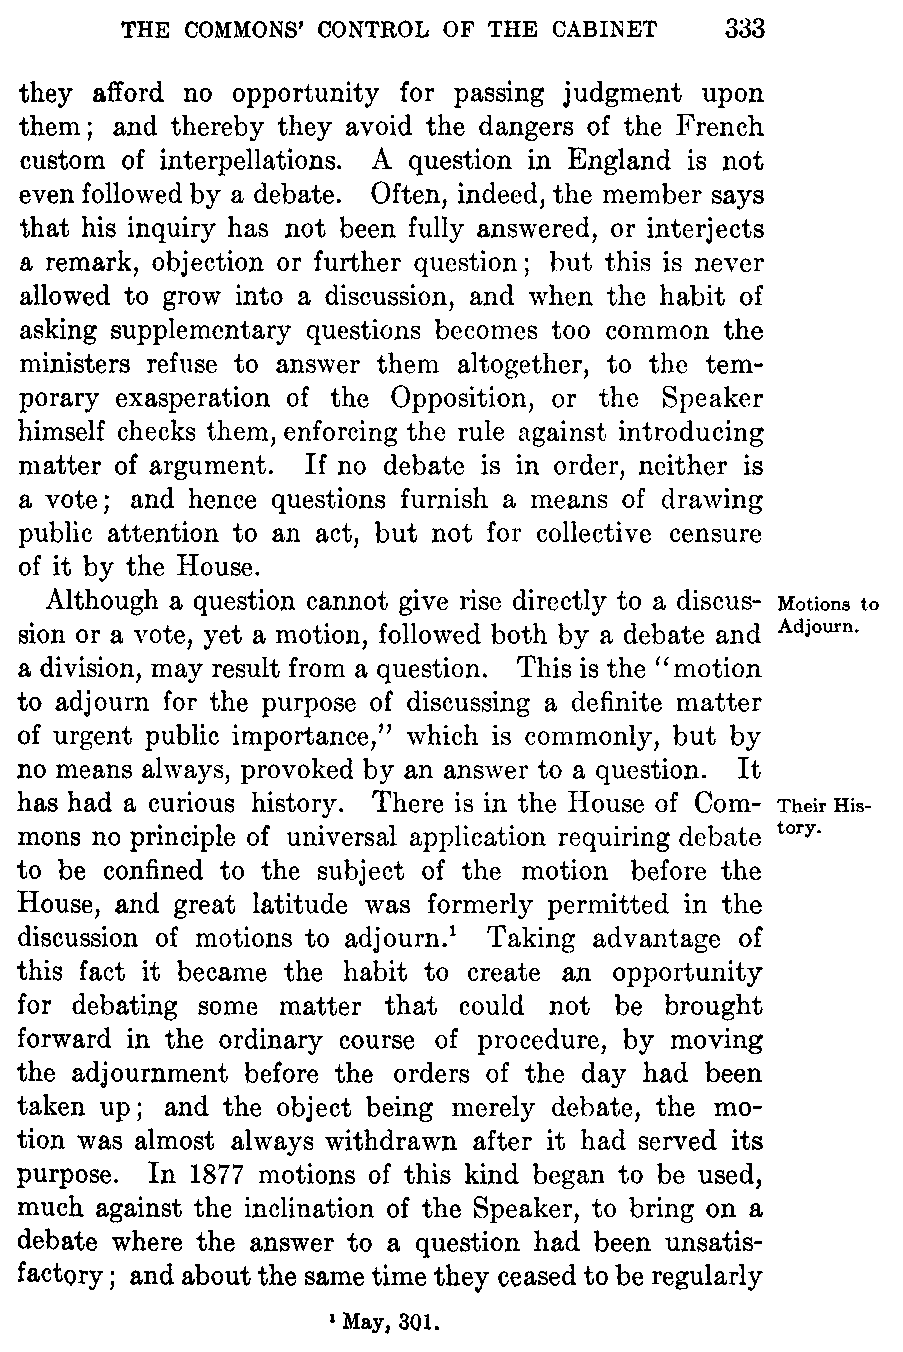 THE COMMONS' CONTROL OF THE CABINET 333
they afford no opportunity for passing judgment upon
them; and thereby they avoid the dangers of the French
custom of interpellations. A question in England is not
even followed by a debate. Often, indeed, the member says
that his inquiry has not been fully answered, or interjects
a remark, objection or further question; but this is never
allowed to grow into a discussion, and when the habit of
asking supplementary questions becomes too common the
ministers refuse to answer them altogether, to the tem-
porary exasperation of the Opposition, or the Speaker
himself checks them, enforcing the rule against introducing
matter of argument. If no debate is in order, neither is
a vote; and hence questions furnish a means of drawing
public attention to an act, but not for collective censure
of it by the House.
Although a question cannot give rise directly to a discus-
sion or a vote, yet a motion, followed both by a debate and
a division, may result from a question. This is the "motion
to adjourn for the purpose of discussing a definite matter
of urgent public importance," which is commonly, but by
no means always, provoked by an answer to a question. It
has had a curious history. There is in the House of Com-
mons no principle of universal application requiring debate
to be confined to the subject of the motion before the
House, and great latitude was formerly permitted in the
discussion of motions to adjourn.¹ Taking advantage of
this fact it became the habit to create an opportunity
for debating some matter that could not be brought
forward in the ordinary course of procedure, by moving
the adjournment before the orders of the day had been
taken up; and the object being merely debate, the mo-
tion was almost always withdrawn after it had served its
purpose. In 1877 motions of this kind began to be used,
much against the inclination of the Speaker, to bring on a
debate where the answer to a question had been unsatis-
factory; and about the same time they ceased to be regularly
Motions to
Adjourn.
Their His-
tory.
¹ May, 301.